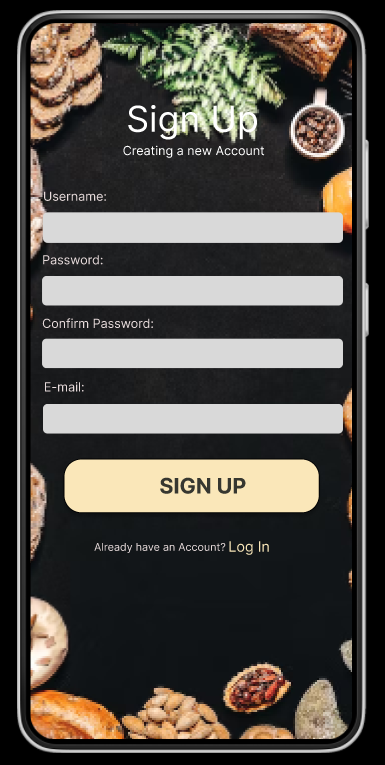 Sign Up
Creating a new Account
Username:
Password:
Confirm Password:
E-mail:
SIGN UP
Already have an Account? Log In